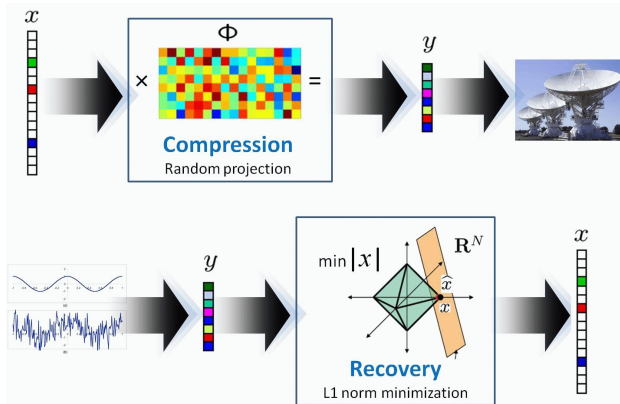 x
Φ
×
=
Compression
Random projection
y
y
min |x|
R^N
x̂
x
Recovery
L1 norm minimization
x